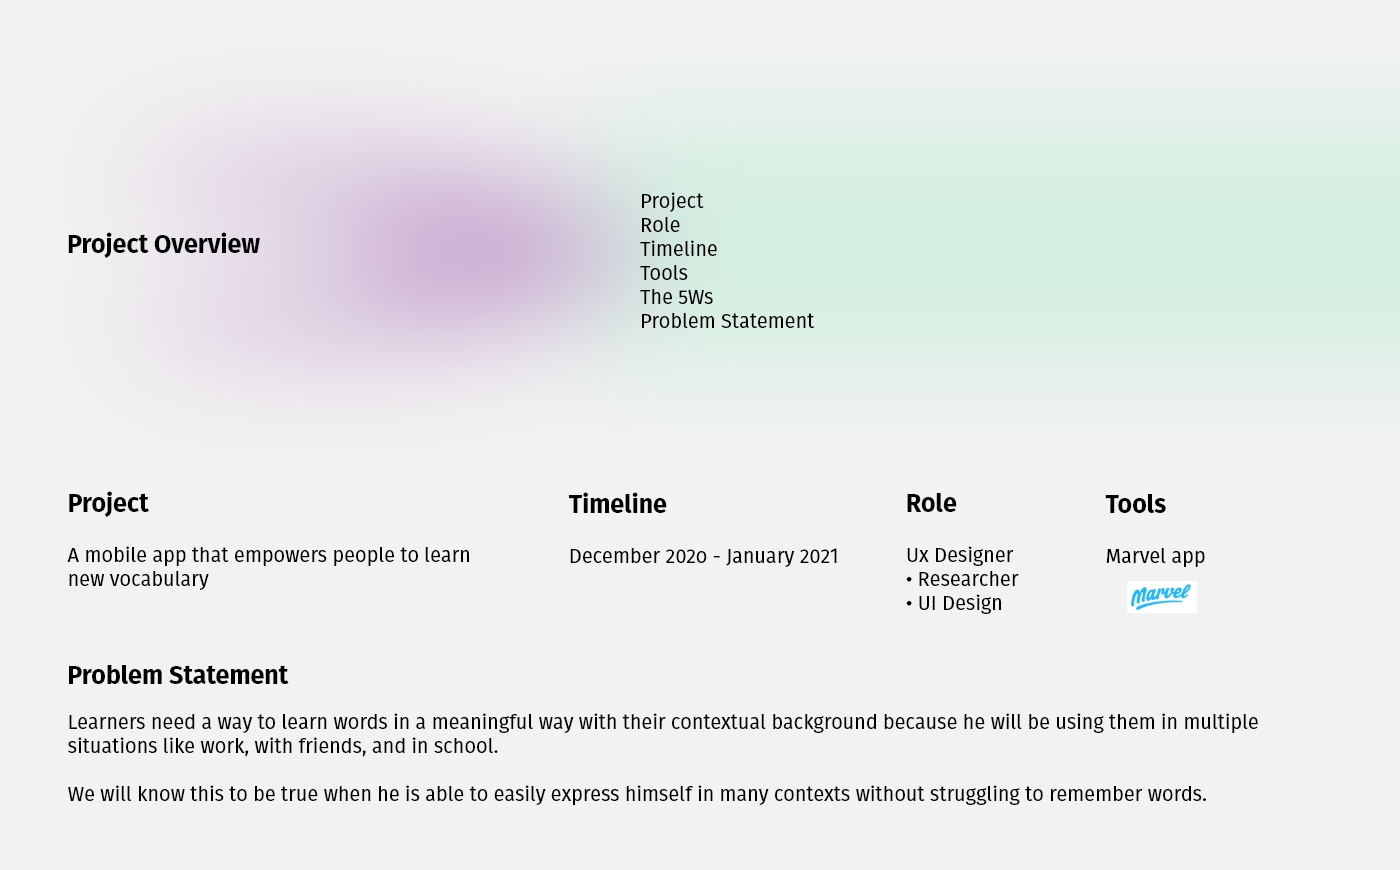 Project Overview
Project
Role
Timeline
Tools
The 5Ws
Problem Statement
Project
A mobile app that empowers people to learn
new vocabulary
Timeline
December 2020 - January 2021
Role
Ux Designer
• Researcher
• UI Design
Tools
Marvel app
Marvel
Problem Statement
Learners need a way to learn words in a meaningful way with their contextual background because he will be using them in multiple
situations like work, with friends, and in school.
We will know this to be true when he is able to easily express himself in many contexts without struggling to remember words.